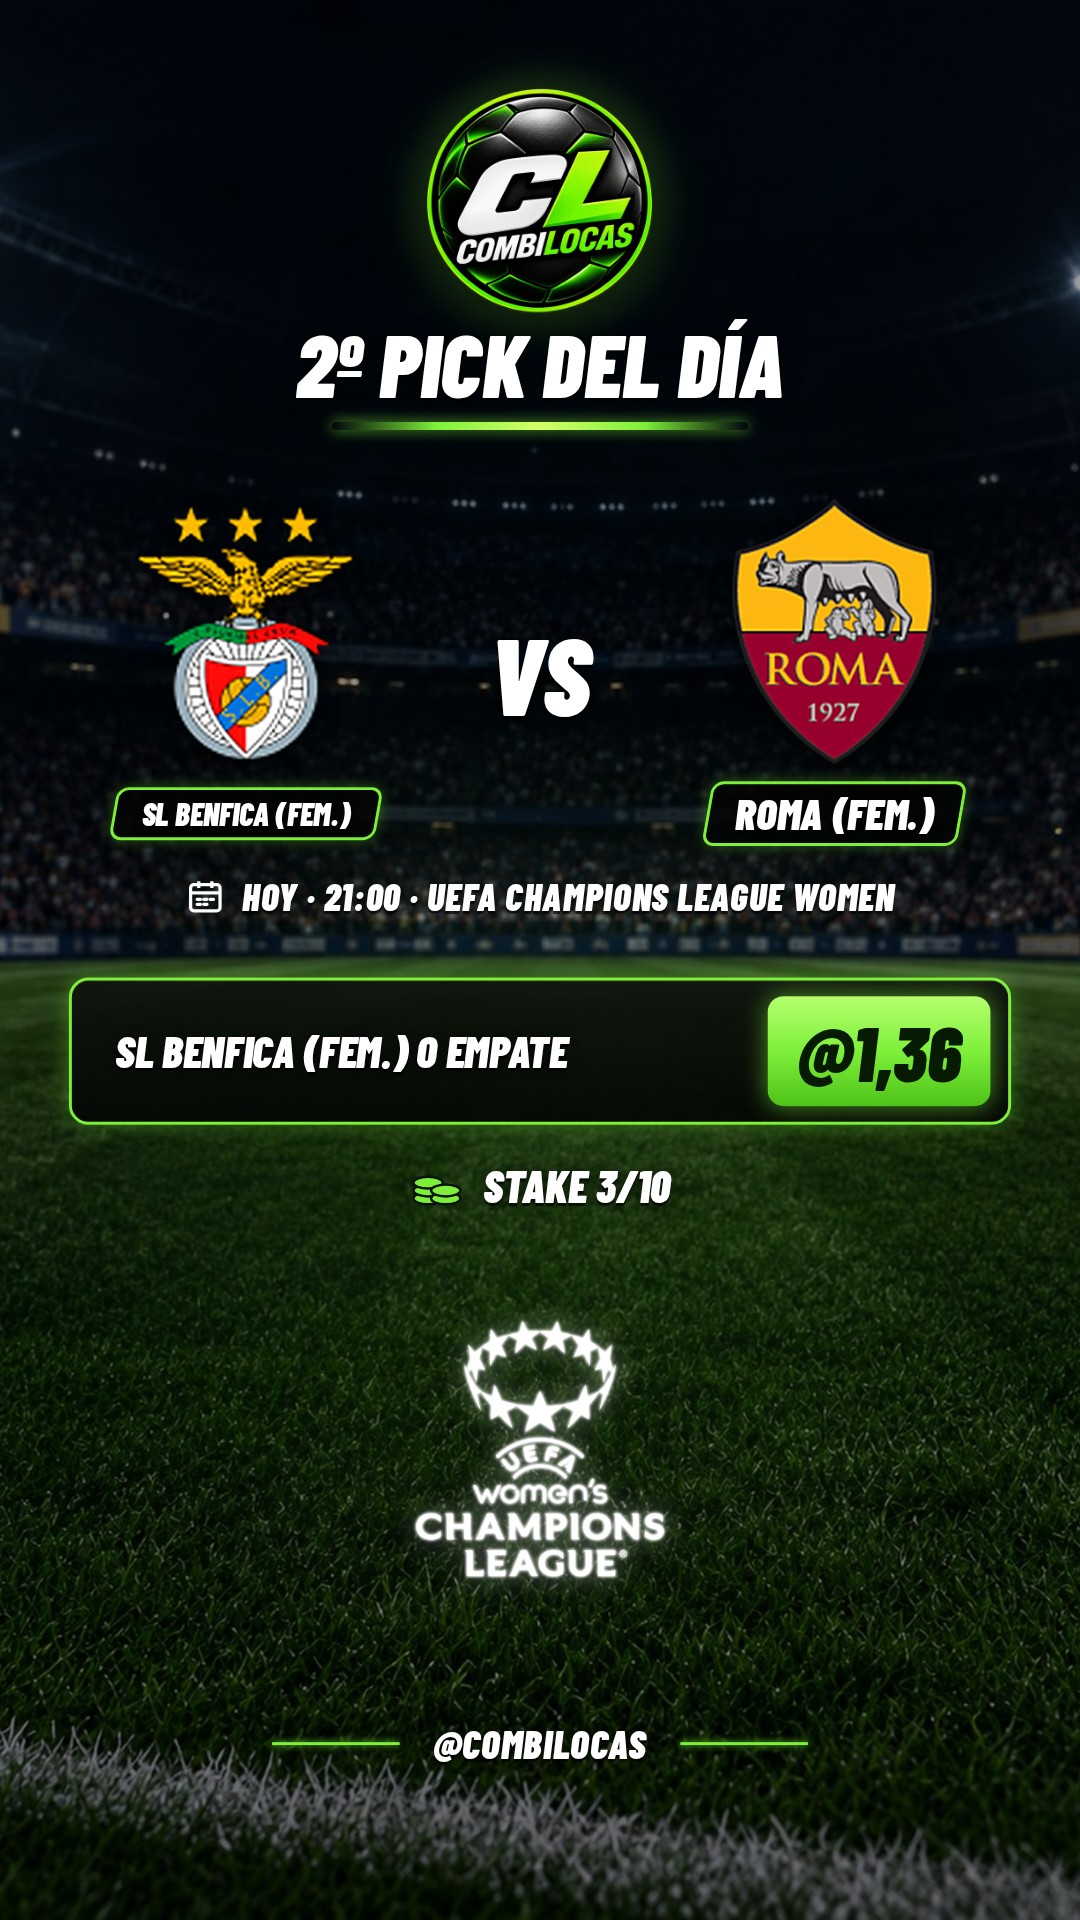 CL
COMBILOCAS
2º PICK DEL DÍA
SLB
VS
ROMA
1927
SL BENFICA (FEM.)
ROMA (FEM.)
HOY · 21:00 · UEFA CHAMPIONS LEAGUE WOMEN
SL BENFICA (FEM.) O EMPATE
@1,36
STAKE 3/10
UEFA
women's
CHAMPIONS
LEAGUE®
@COMBILOCAS